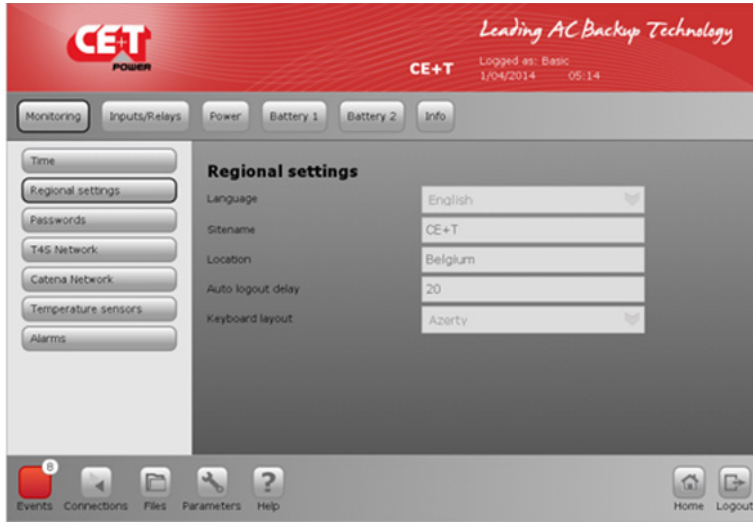 CE+T
POWER
Leading AC Backup Technology
CE+T
Logged as: Basic
1/04/2014 05:14
Monitoring Inputs/Relays Power Battery 1 Battery 2 Info
Time
Regional settings
Passwords
T4S Network
Catena Network
Temperature sensors
Alarms
Regional settings
Language English
Sitename CE+T
Location Belgium
Auto logout delay 20
Keyboard layout Azerty
8
Events Connections Files Parameters Help Home Logout
?